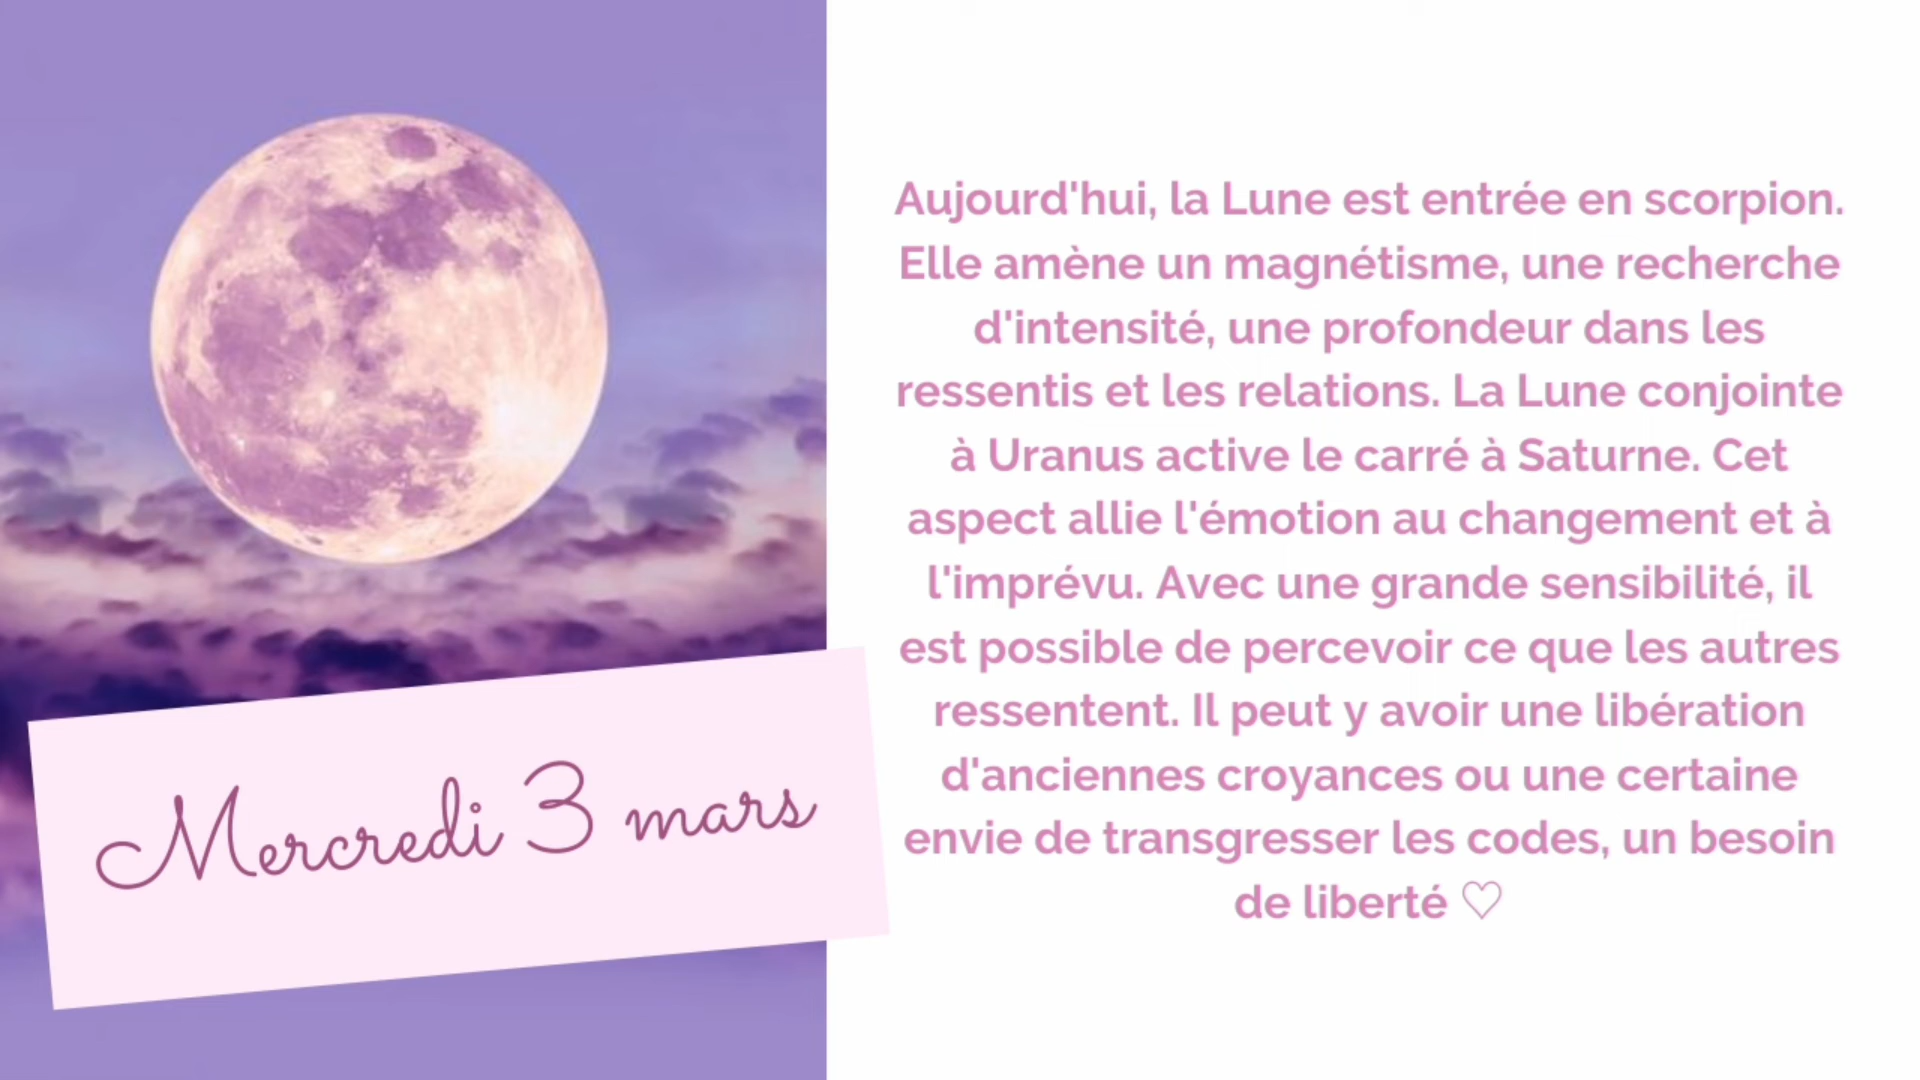 Mercredi 3 mars
Aujourd'hui, la Lune est entrée en scorpion.
Elle amène un magnétisme, une recherche
d'intensité, une profondeur dans les
ressentis et les relations. La Lune conjointe
à Uranus active le carré à Saturne. Cet
aspect allie l'émotion au changement et à
l'imprévu. Avec une grande sensibilité, il
est possible de percevoir ce que les autres
ressentent. Il peut y avoir une libération
d'anciennes croyances ou une certaine
envie de transgresser les codes, un besoin
de liberté ♡